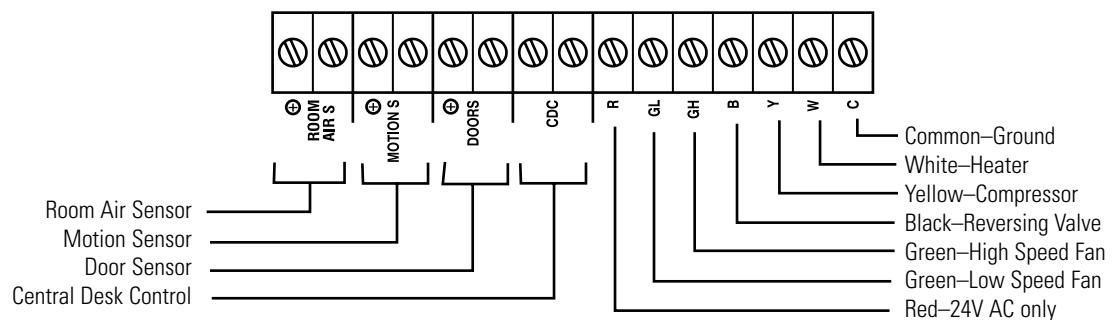 ROOM
AIR S
MOTION S
DOORS
CDC
R
GL
GH
B
Y
W
C
Room Air Sensor
Motion Sensor
Door Sensor
Central Desk Control
Common–Ground
White–Heater
Yellow–Compressor
Black–Reversing Valve
Green–High Speed Fan
Green–Low Speed Fan
Red–24V AC only